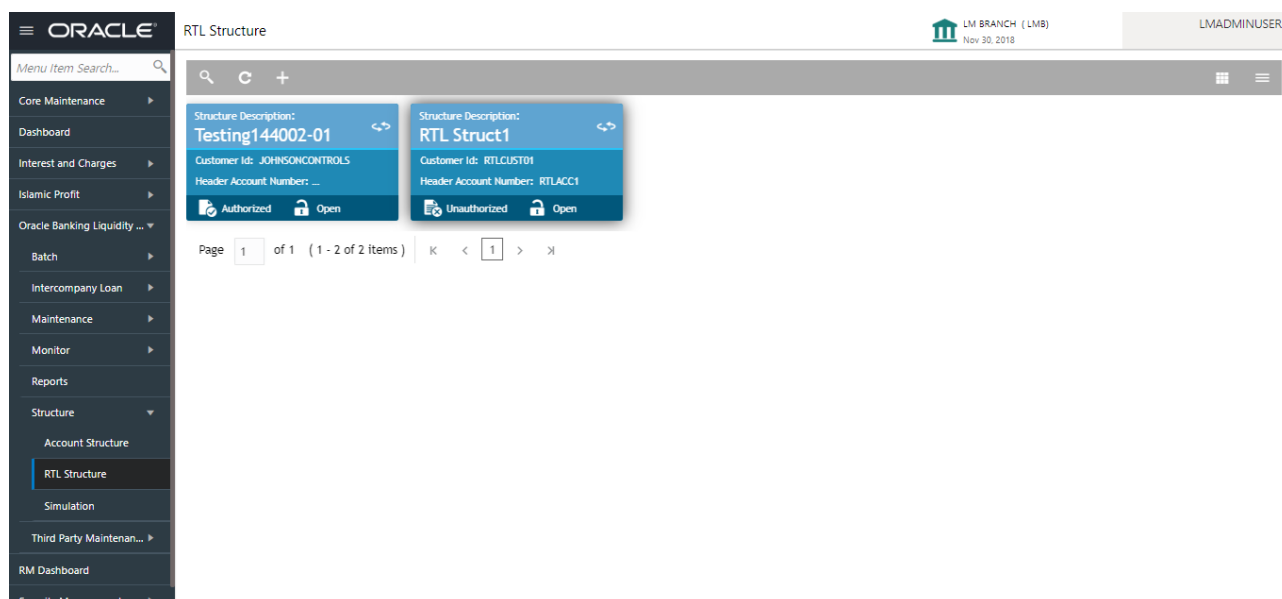 ORACLE
RTL Structure
LM BRANCH ( LMB)
Nov 30, 2018
LMADMINUSER
Menu Item Search...
Core Maintenance
Dashboard
Interest and Charges
Islamic Profit
Oracle Banking Liquidity ...
Batch
Intercompany Loan
Maintenance
Monitor
Reports
Structure
Account Structure
RTL Structure
Simulation
Third Party Maintenan...
RM Dashboard
Structure Description:
Testing144002-01
Customer Id: JOHNSONCONTROLS
Header Account Number: ...
Authorized Open
Structure Description:
RTL Struct1
Customer Id: RTLCUST01
Header Account Number: RTLACC1
Unauthorized Open
Page 1 of 1 ( 1 - 2 of 2 items ) 1